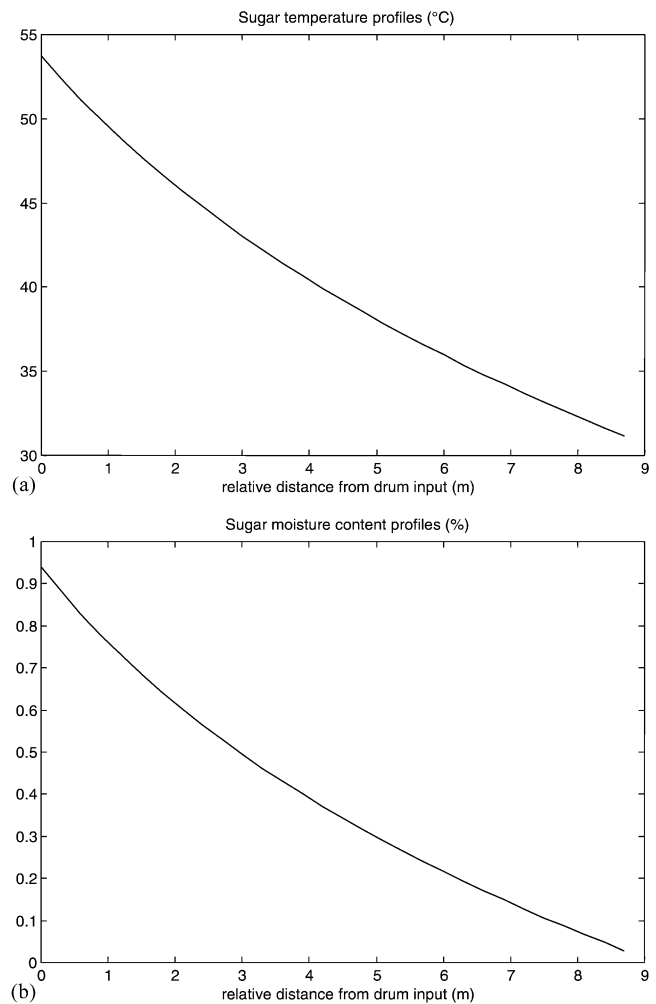 Sugar temperature profiles (°C)
55
50
45
40
35
30
0 1 2 3 4 5 6 7 8 9
(a)
relative distance from drum input (m)
Sugar moisture content profiles (%)
1
0.9
0.8
0.7
0.6
0.5
0.4
0.3
0.2
0.1
0
0 1 2 3 4 5 6 7 8 9
(b)
relative distance from drum input (m)